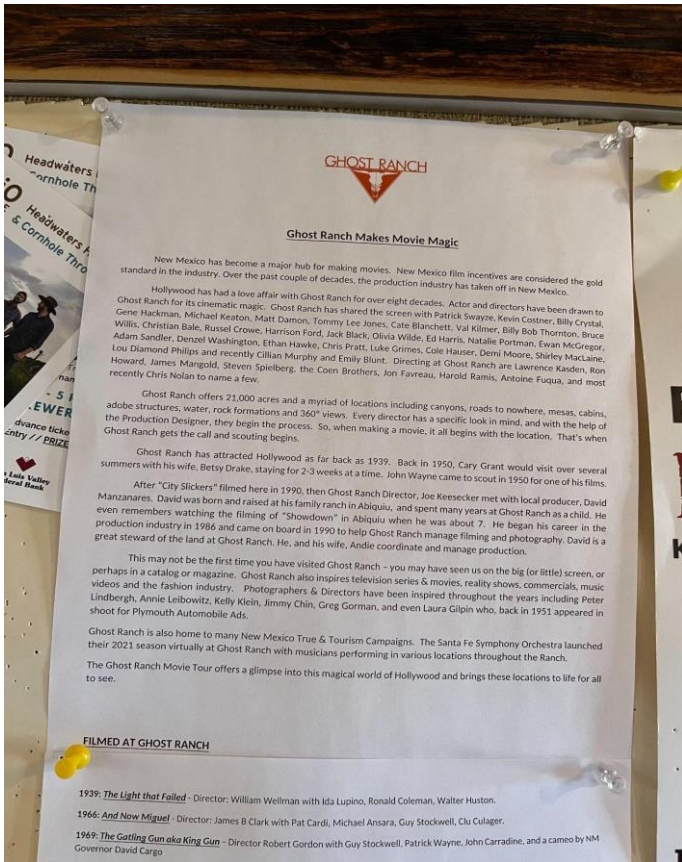 Headwaters
Cornhole Th
Headwaters H
& Cornhole Thro
- 5 P
EWER
dvance ticke
Entry // PRIZE
Luis Valley
deral Bank
GHOST RANCH
Ghost Ranch Makes Movie Magic
New Mexico has become a major hub for making movies. New Mexico film incentives are considered the gold
standard in the industry. Over the past couple of decades, the production industry has taken off in New Mexico.
Hollywood has had a love affair with Ghost Ranch for over eight decades. Actor and directors have been drawn to
Ghost Ranch for its cinematic magic. Ghost Ranch has shared the screen with Patrick Swayze, Kevin Costner, Billy Crystal,
Gene Hackman, Michael Keaton, Matt Damon, Tommy Lee Jones, Cate Blanchett, Val Kilmer, Billy Bob Thornton, Bruce
Willis, Christian Bale, Russel Crowe, Harrison Ford, Jack Black, Olivia Wilde, Ed Harris, Natalie Portman, Ewan McGregor,
Adam Sandler, Denzel Washington, Ethan Hawke, Chris Pratt, Luke Grimes, Cole Hauser, Demi Moore, Shirley MacLaine,
Lou Diamond Philips and recently Cillian Murphy and Emily Blunt. Directing at Ghost Ranch are Lawrence Kasden, Ron
Howard, James Mangold, Steven Spielberg, the Coen Brothers, Jon Favreau, Harold Ramis, Antoine Fuqua, and most
recently Chris Nolan to name a few.
Ghost Ranch offers 21,000 acres and a myriad of locations including canyons, roads to nowhere, mesas, cabins,
adobe structures, water, rock formations and 360° views. Every director has a specific look in mind, and with the help of
the Production Designer, they begin the process. So, when making a movie, it all begins with the location. That's when
Ghost Ranch gets the call and scouting begins.
Ghost Ranch has attracted Hollywood as far back as 1939. Back in 1950, Cary Grant would visit over several
summers with his wife, Betsy Drake, staying for 2-3 weeks at a time. John Wayne came to scout in 1950 for one of his films.
After "City Slickers" filmed here in 1990, then Ghost Ranch Director, Joe Keesecker met with local producer, David
Manzanares. David was born and raised at his family ranch in Abiquiu, and spent many years at Ghost Ranch as a child. He
even remembers watching the filming of "Showdown" in Abiquiu when he was about 7. He began his career in the
production industry in 1986 and came on board in 1990 to help Ghost Ranch manage filming and photography. David is a
great steward of the land at Ghost Ranch. He, and his wife, Andie coordinate and manage production.
This may not be the first time you have visited Ghost Ranch – you may have seen us on the big (or little) screen, or
perhaps in a catalog or magazine. Ghost Ranch also inspires television series & movies, reality shows, commercials, music
videos and the fashion industry. Photographers & Directors have been inspired throughout the years including Peter
Lindbergh, Annie Leibowitz, Kelly Klein, Jimmy Chin, Greg Gorman, and even Laura Gilpin who, back in 1951 appeared in
shoot for Plymouth Automobile Ads.
Ghost Ranch is also home to many New Mexico True & Tourism Campaigns. The Santa Fe Symphony Orchestra launched
their 2021 season virtually at Ghost Ranch with musicians performing in various locations throughout the Ranch.
The Ghost Ranch Movie Tour offers a glimpse into this magical world of Hollywood and brings these locations to life for all
to see.
FILMED AT GHOST RANCH
1939: The Light that Failed - Director: William Wellman with Ida Lupino, Ronald Coleman, Walter Huston.
1966: And Now Miguel - Director: James B Clark with Pat Cardi, Michael Ansara, Guy Stockwell, Clu Culager.
1969: The Gatling Gun aka King Gun – Director Robert Gordon with Guy Stockwell, Patrick Wayne, John Carradine, and a cameo by NM
Governor David Cargo